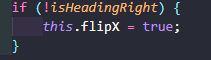 if (!isHeadingRight) {
    this.flipX = true;
}